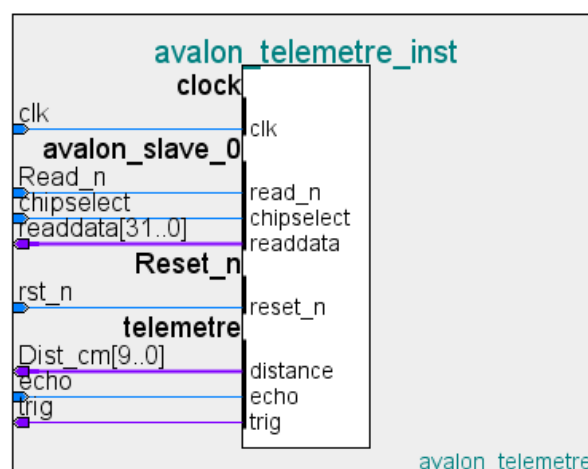 avalon_telemetre_inst
clock
clk
clk
avalon_slave_0
Read_n
read_n
chipselect
chipselect
readdata[31..0]
readdata
Reset_n
rst_n
reset_n
telemetre
Dist_cm[9..0]
distance
echo
echo
trig
trig
avalon_telemetre